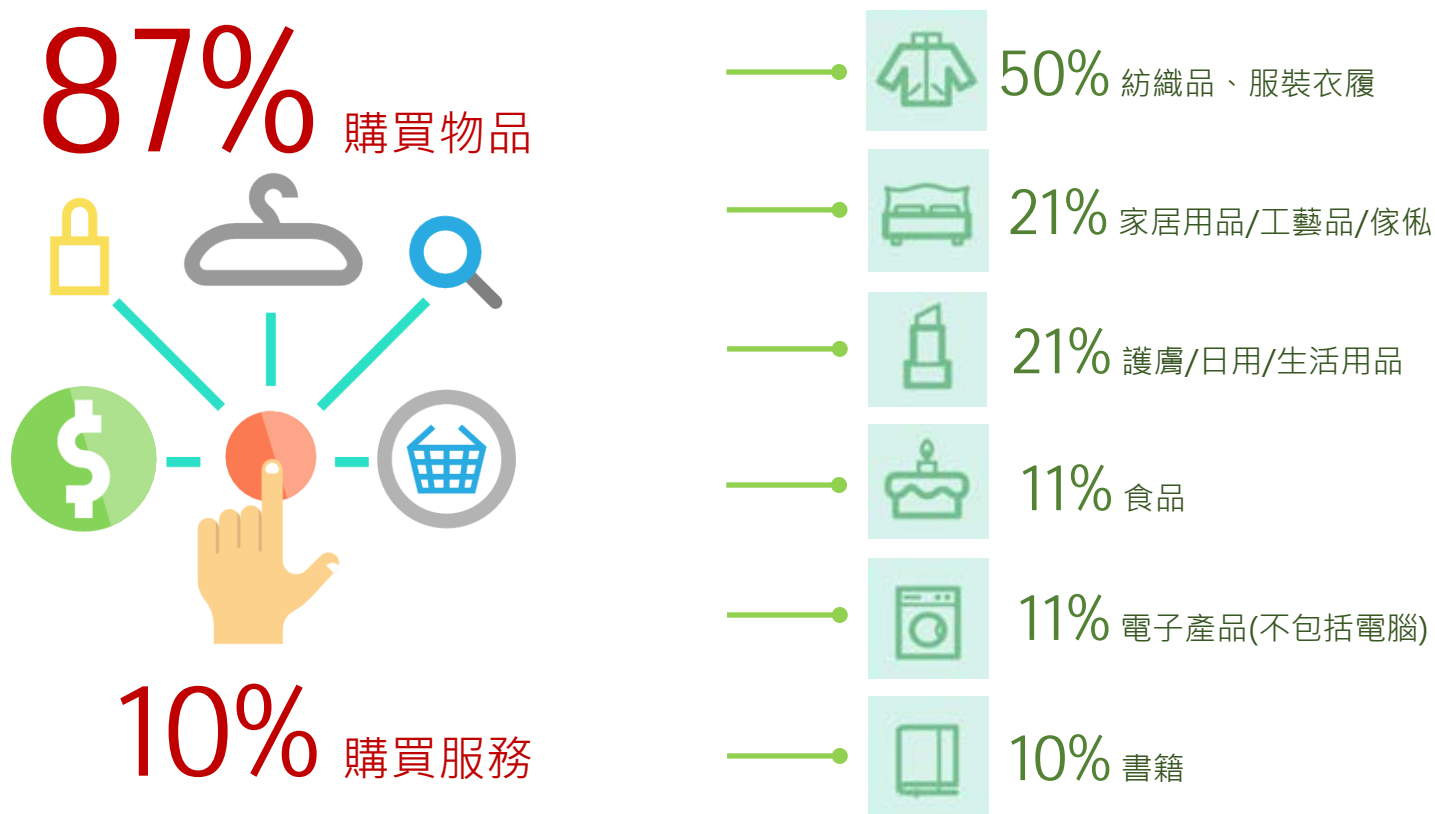 87% 購買物品
10% 購買服務
50% 紡織品、服裝衣履
21% 家居用品/工藝品/傢俬
21% 護膚/日用/生活用品
11% 食品
11% 電子產品(不包括電腦)
10% 書籍